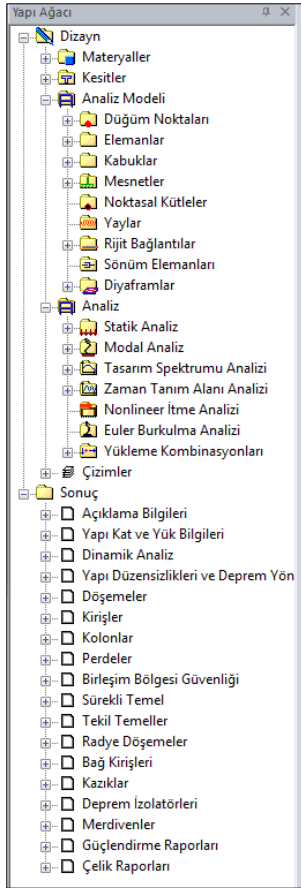 Yapı Ağacı
Dizayn
Materyaller
Kesitler
Analiz Modeli
Düğüm Noktaları
Elemanlar
Kabuklar
Mesnetler
Noktasal Kütleler
Yaylar
Rijit Bağlantılar
Sönüm Elemanları
Diyaframlar
Analiz
Statik Analiz
Modal Analiz
Tasarım Spektrumu Analizi
Zaman Tanım Alanı Analizi
Nonlineer İtme Analizi
Euler Burkulma Analizi
Yükleme Kombinasyonları
Çizimler
Sonuç
Açıklama Bilgileri
Yapı Kat ve Yük Bilgileri
Dinamik Analiz
Yapı Düzensizlikleri ve Deprem Yön
Döşemeler
Kirişler
Kolonlar
Perdeler
Birleşim Bölgesi Güvenliği
Sürekli Temel
Tekil Temeller
Radye Döşemeler
Bağ Kirişleri
Kazıklar
Deprem İzolatörleri
Merdivenler
Güçlendirme Raporları
Çelik Raporları